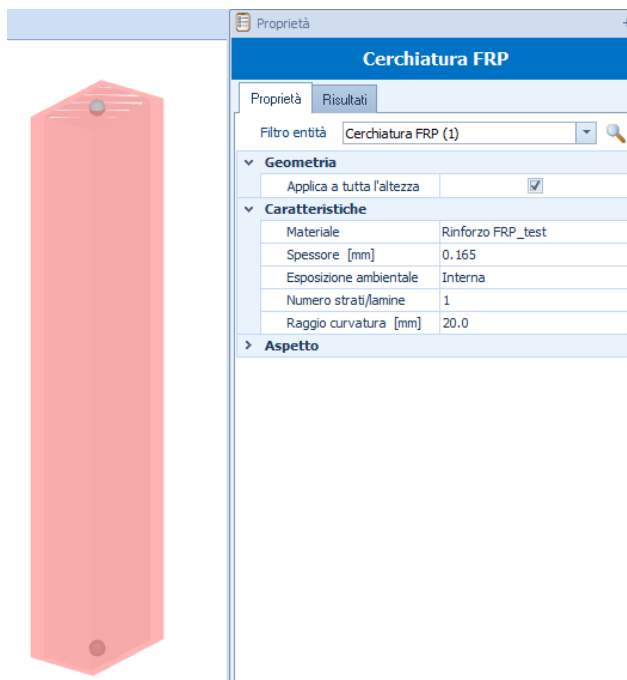 Proprietà
Cerchiatura FRP
Proprietà Risultati
Filtro entità Cerchiatura FRP (1)
Geometria
Applica a tutta l'altezza
Caratteristiche
Materiale Rinforzo FRP_test
Spessore [mm] 0.165
Esposizione ambientale Interna
Numero strati/lamine 1
Raggio curvatura [mm] 20.0
Aspetto